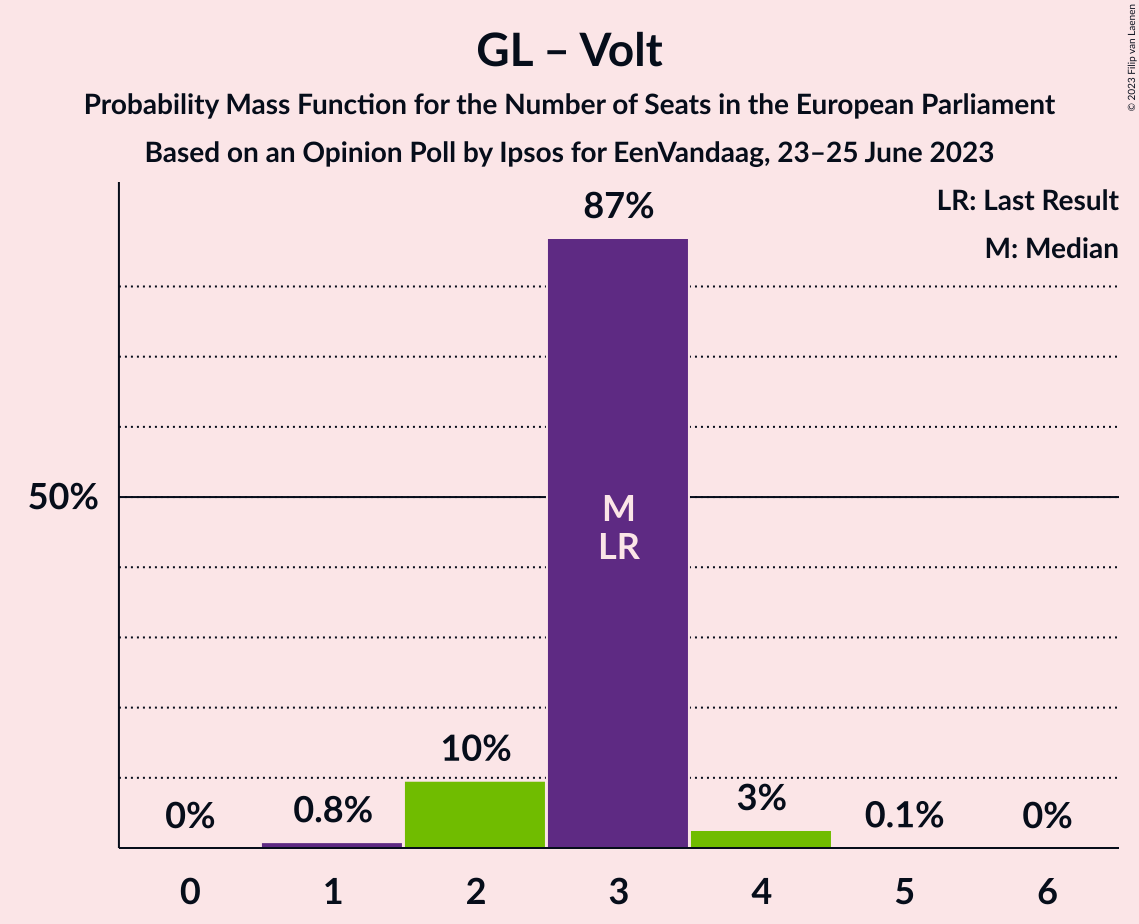 GL – Volt
Probability Mass Function for the Number of Seats in the European Parliament
Based on an Opinion Poll by Ipsos for EenVandaag, 23–25 June 2023
© 2023 Filip van Laenen
LR: Last Result
M: Median
87%
50%
M
LR
10%
0%
0.8%
3%
0.1%
0%
0 1 2 3 4 5 6